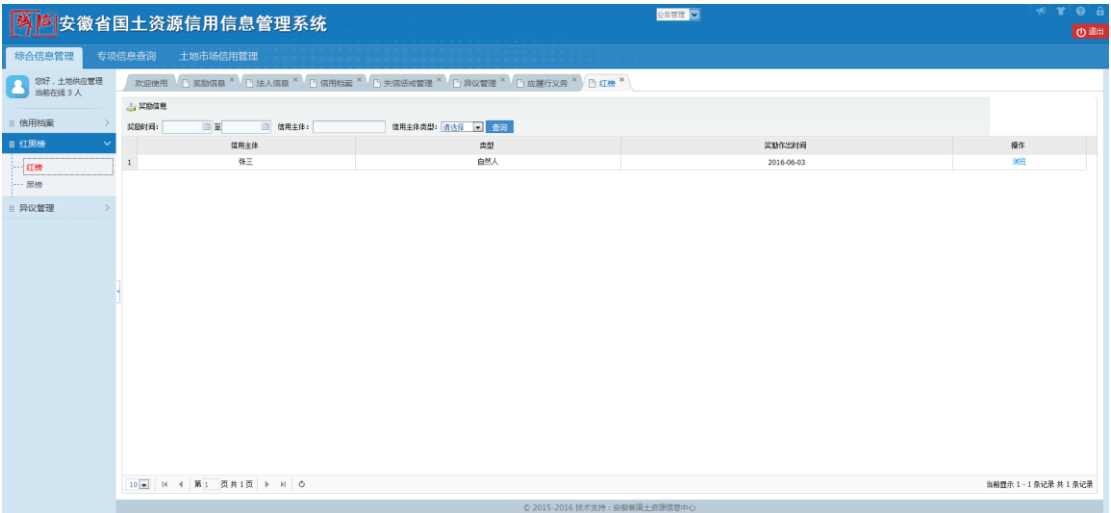 安徽省国土资源信用信息管理系统
业务管理
退出
综合信息管理 专项信息查询 土地市场信用管理
您好，土地供应管理
当前在线 3 人
欢迎使用 奖励信息 法人信息 信用档案 失信惩戒管理 异议管理 应履行义务 红榜
信用档案
红黑榜
红榜
黑榜
异议管理
奖励信息
奖励时间： 至 信用主体： 信用主体类型： 请选择 查询
信用主体 类型 奖励作出时间 操作
1 张三 自然人 2016-06-03 浏览
10 第 1 页 共 1 页
当前显示 1 - 1 条记录 共 1 条记录
© 2015-2016 技术支持：安徽省国土资源信息中心